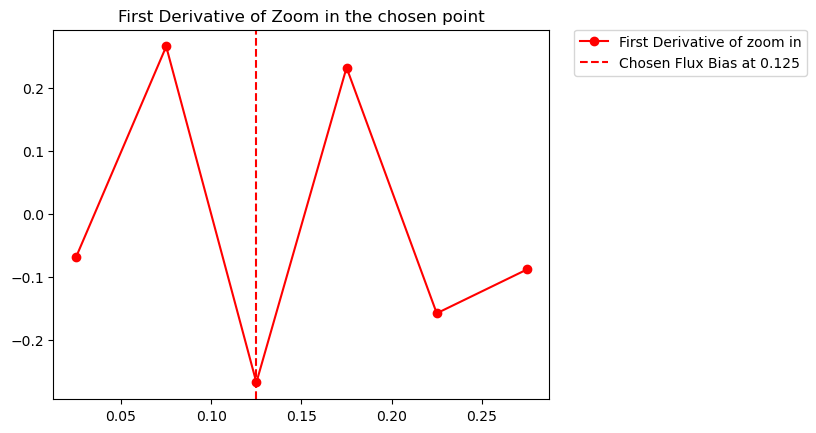 First Derivative of Zoom in the chosen point
First Derivative of zoom in
Chosen Flux Bias at 0.125
0.2
0.1
0.0
−0.1
−0.2
0.05 0.10 0.15 0.20 0.25